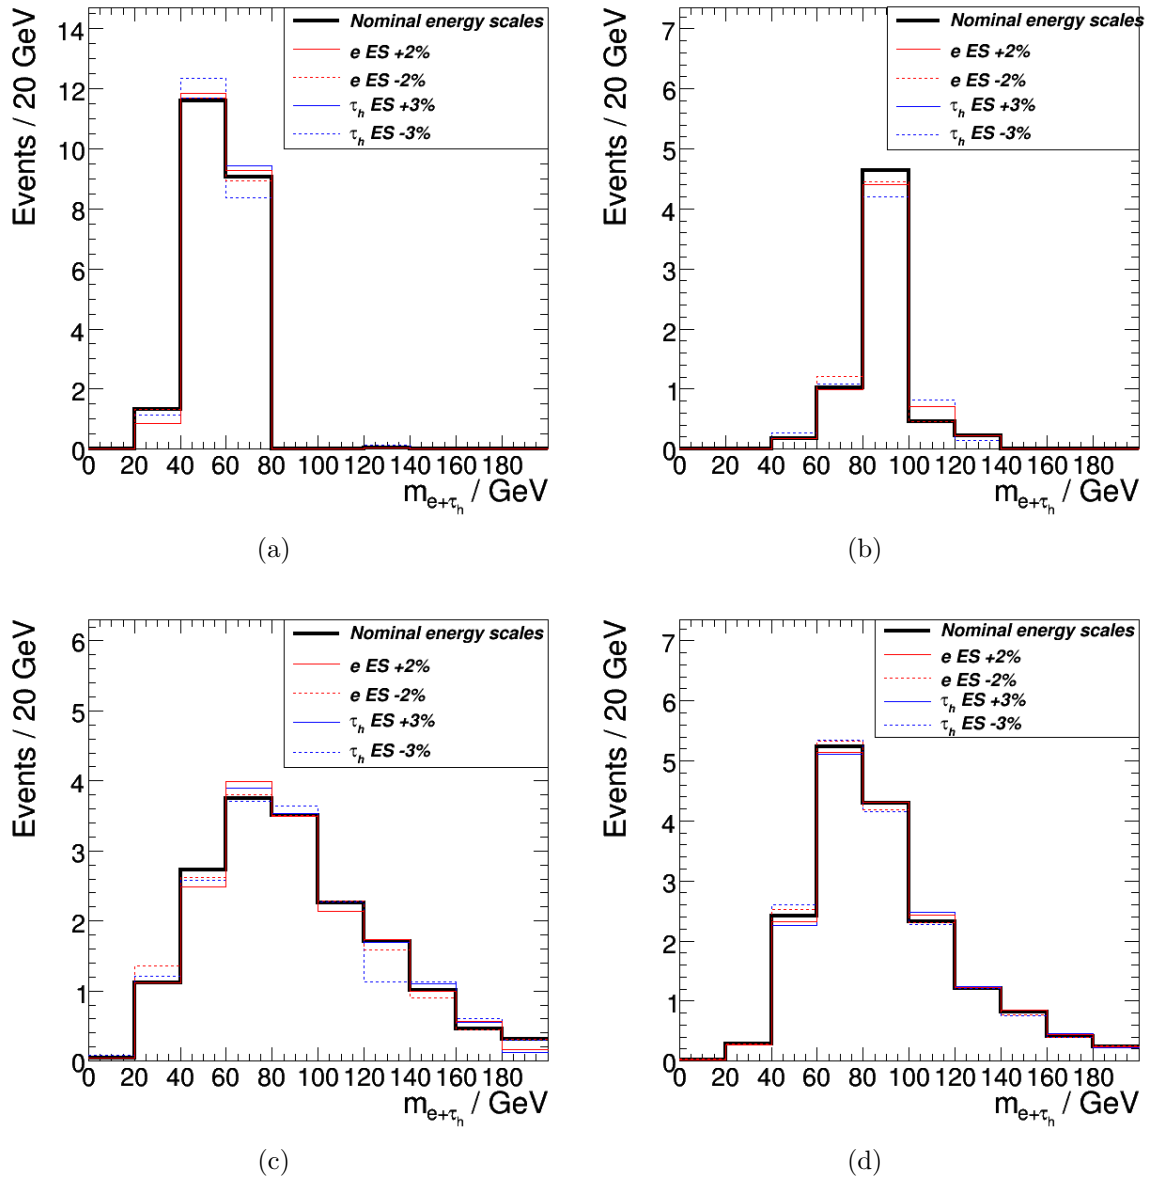 Events / 20 GeV
14
12
10
8
6
4
2
0
Nominal energy scales
e ES +2%
e ES -2%
τh ES +3%
τh ES -3%
0 20 40 60 80 100 120 140 160 180
me+τh / GeV
(a)
Events / 20 GeV
7
6
5
4
3
2
1
0
Nominal energy scales
e ES +2%
e ES -2%
τh ES +3%
τh ES -3%
0 20 40 60 80 100 120 140 160 180
me+τh / GeV
(b)
Events / 20 GeV
6
5
4
3
2
1
0
Nominal energy scales
e ES +2%
e ES -2%
τh ES +3%
τh ES -3%
0 20 40 60 80 100 120 140 160 180
me+τh / GeV
(c)
Events / 20 GeV
7
6
5
4
3
2
1
0
Nominal energy scales
e ES +2%
e ES -2%
τh ES +3%
τh ES -3%
0 20 40 60 80 100 120 140 160 180
me+τh / GeV
(d)